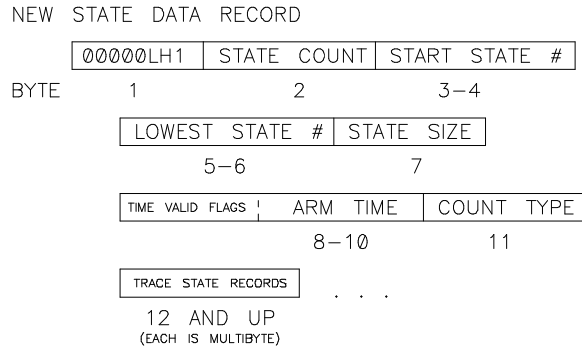 NEW STATE DATA RECORD
00000LH1 STATE COUNT START STATE #
BYTE 1 2 3-4
LOWEST STATE # STATE SIZE
5-6 7
TIME VALID FLAGS ¦ ARM TIME COUNT TYPE
8-10 11
TRACE STATE RECORDS . . .
12 AND UP
(EACH IS MULTIBYTE)